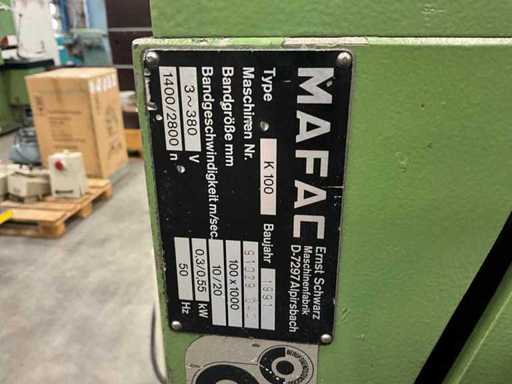 MAFAC
Ernst Schwarz
Maschinenfabrik
D-7297 Alpirsbach
Type K 100 Baujahr 1991
Maschinen Nr.
Bandgröße mm 100 x 1000
Bandgeschwindigkeit m/sec. 10/20
3~380 V 0,3/0,55 kW
1400/2800 n 50 Hz